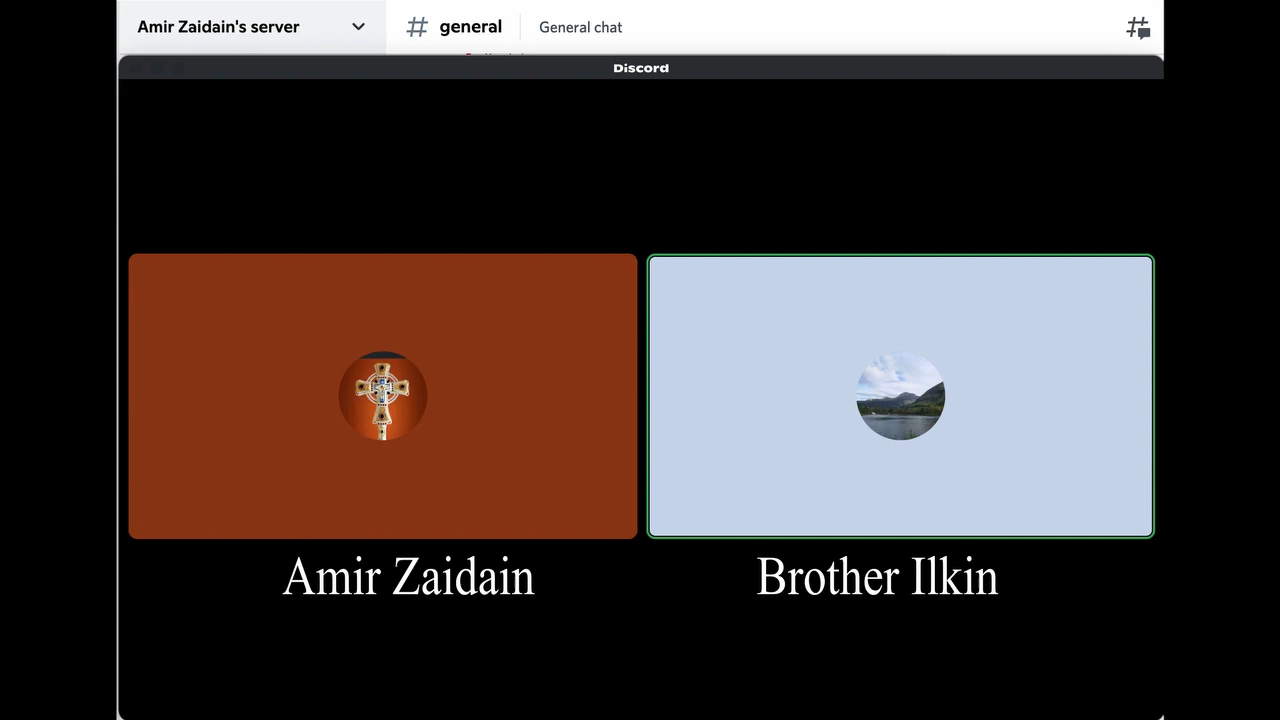 Amir Zaidain's server
# general
General chat
Discord
Amir Zaidain
Brother Ilkin